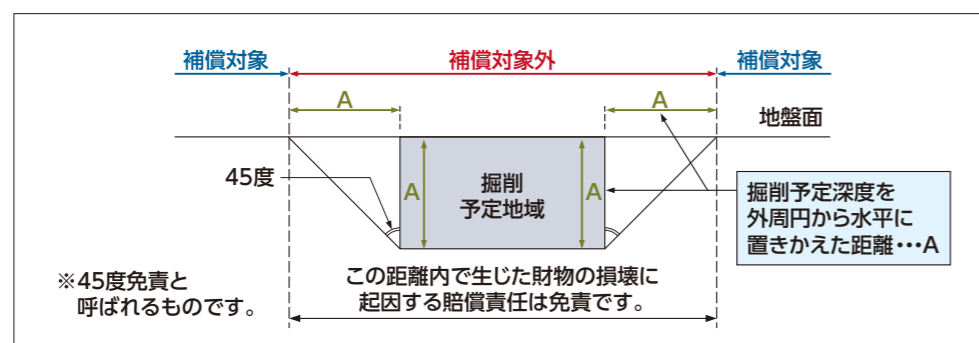 補償対象
補償対象外
補償対象
A
A
地盤面
45度
A
掘削
予定地域
A
掘削予定深度を
外周円から水平に
置きかえた距離・・・A
※45度免責と
呼ばれるものです。
この距離内で生じた財物の損壊に
起因する賠償責任は免責です。